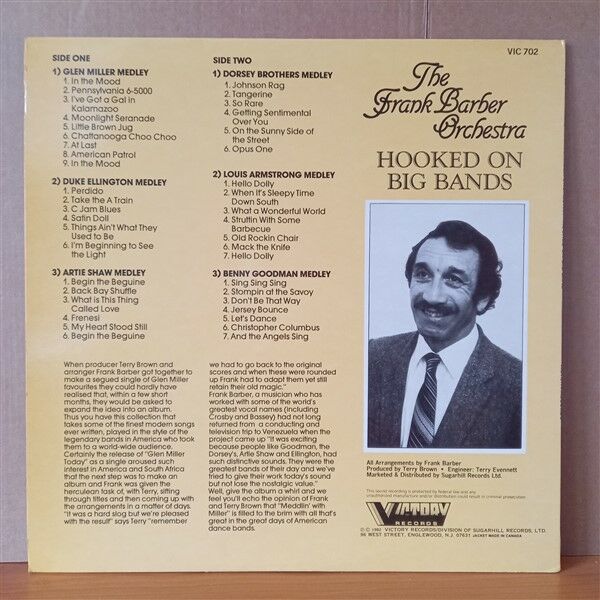 VIC 702
SIDE ONE
1) GLEN MILLER MEDLEY
1. In the Mood
2. Pennsylvania 6-5000
3. I've Got a Gal in
Kalamazoo
4. Moonlight Seranade
5. Little Brown Jug
6. Chattanooga Choo Choo
7. At Last
8. American Patrol
9. In the Mood
2) DUKE ELLINGTON MEDLEY
1. Perdido
2. Take the A Train
3. C Jam Blues
4. Satin Doll
5. Things Ain't What They
Used to Be
6. I'm Beginning to See
the Light
3) ARTIE SHAW MEDLEY
1. Begin the Beguine
2. Back Bay Shuffle
3. What is This Thing
Called Love
4. Frenesi
5. My Heart Stood Still
6. Begin the Beguine
SIDE TWO
1) DORSEY BROTHERS MEDLEY
1. Johnson Rag
2. Tangerine
3. So Rare
4. Getting Sentimental
Over You
5. On the Sunny Side of
the Street
6. Opus One
2) LOUIS ARMSTRONG MEDLEY
1. Hello Dolly
2. When It's Sleepy Time
Down South
3. What a Wonderful World
4. Struttin With Some
Barbecue
5. Old Rockin Chair
6. Mack the Knife
7. Hello Dolly
3) BENNY GOODMAN MEDLEY
1. Sing Sing Sing
2. Stompin at the Savoy
3. Don't Be That Way
4. Jersey Bounce
5. Let's Dance
6. Christopher Columbus
7. And the Angels Sing
The
Frank Barber
Orchestra
HOOKED ON
BIG BANDS
When producer Terry Brown and
arranger Frank Barber got together to
make a segued single of Glen Miller
favourites they could hardly have
realised that, within a few short
months, they would be asked to
expand the idea into an album.
Thus you have this collection that
takes some of the finest modern songs
ever written, played in the style of the
legendary bands in America who took
them to a world-wide audience.
Certainly the release of "Glen Miller
Today" as a single aroused such
interest in America and South Africa
that the next step was to make an
album and Frank was given the
herculean task of, with Terry, sifting
through titles and then coming up with
the arrangements in a matter of days.
"It was a hard slog but we're pleased
with the result" says Terry "remember
we had to go back to the original
scores and when these were rounded
up Frank had to adapt them yet still
retain their old magic."
Frank Barber, a musician who has
worked with some of the world's
greatest vocal names (Including
Crosby and Bassey) had not long
returned from a conducting and
television trip to Venezuela when the
project came up "It was exciting
because people like Goodman, the
Dorsey's, Artie Shaw and Ellington, had
such distinctive sounds. They were the
greatest bands of their day and we've
tried to give their work today's sound
but not lose the nostalgic value."
Well, give the album a whirl and we
feel you'll echo the opinion of Frank
and Terry Brown that "Meddlin' with
Miller" is filled to the brim with all that's
great in the great days of American
dance bands.
All Arrangements by Frank Barber
Produced by Terry Brown • Engineer: Terry Evennett
Marketed & Distributed by Sugarhill Records Ltd.
This sound recording is protected by federal law and any
unauthorised manufacture and/or distribution could result in criminal prosecution.
VICTORY
RECORDS
℗ © 1982 VICTORY RECORDS/DIVISION OF SUGARHILL RECORDS, LTD.
96 WEST STREET, ENGLEWOOD, N.J. 07631 JACKET MADE IN CANADA